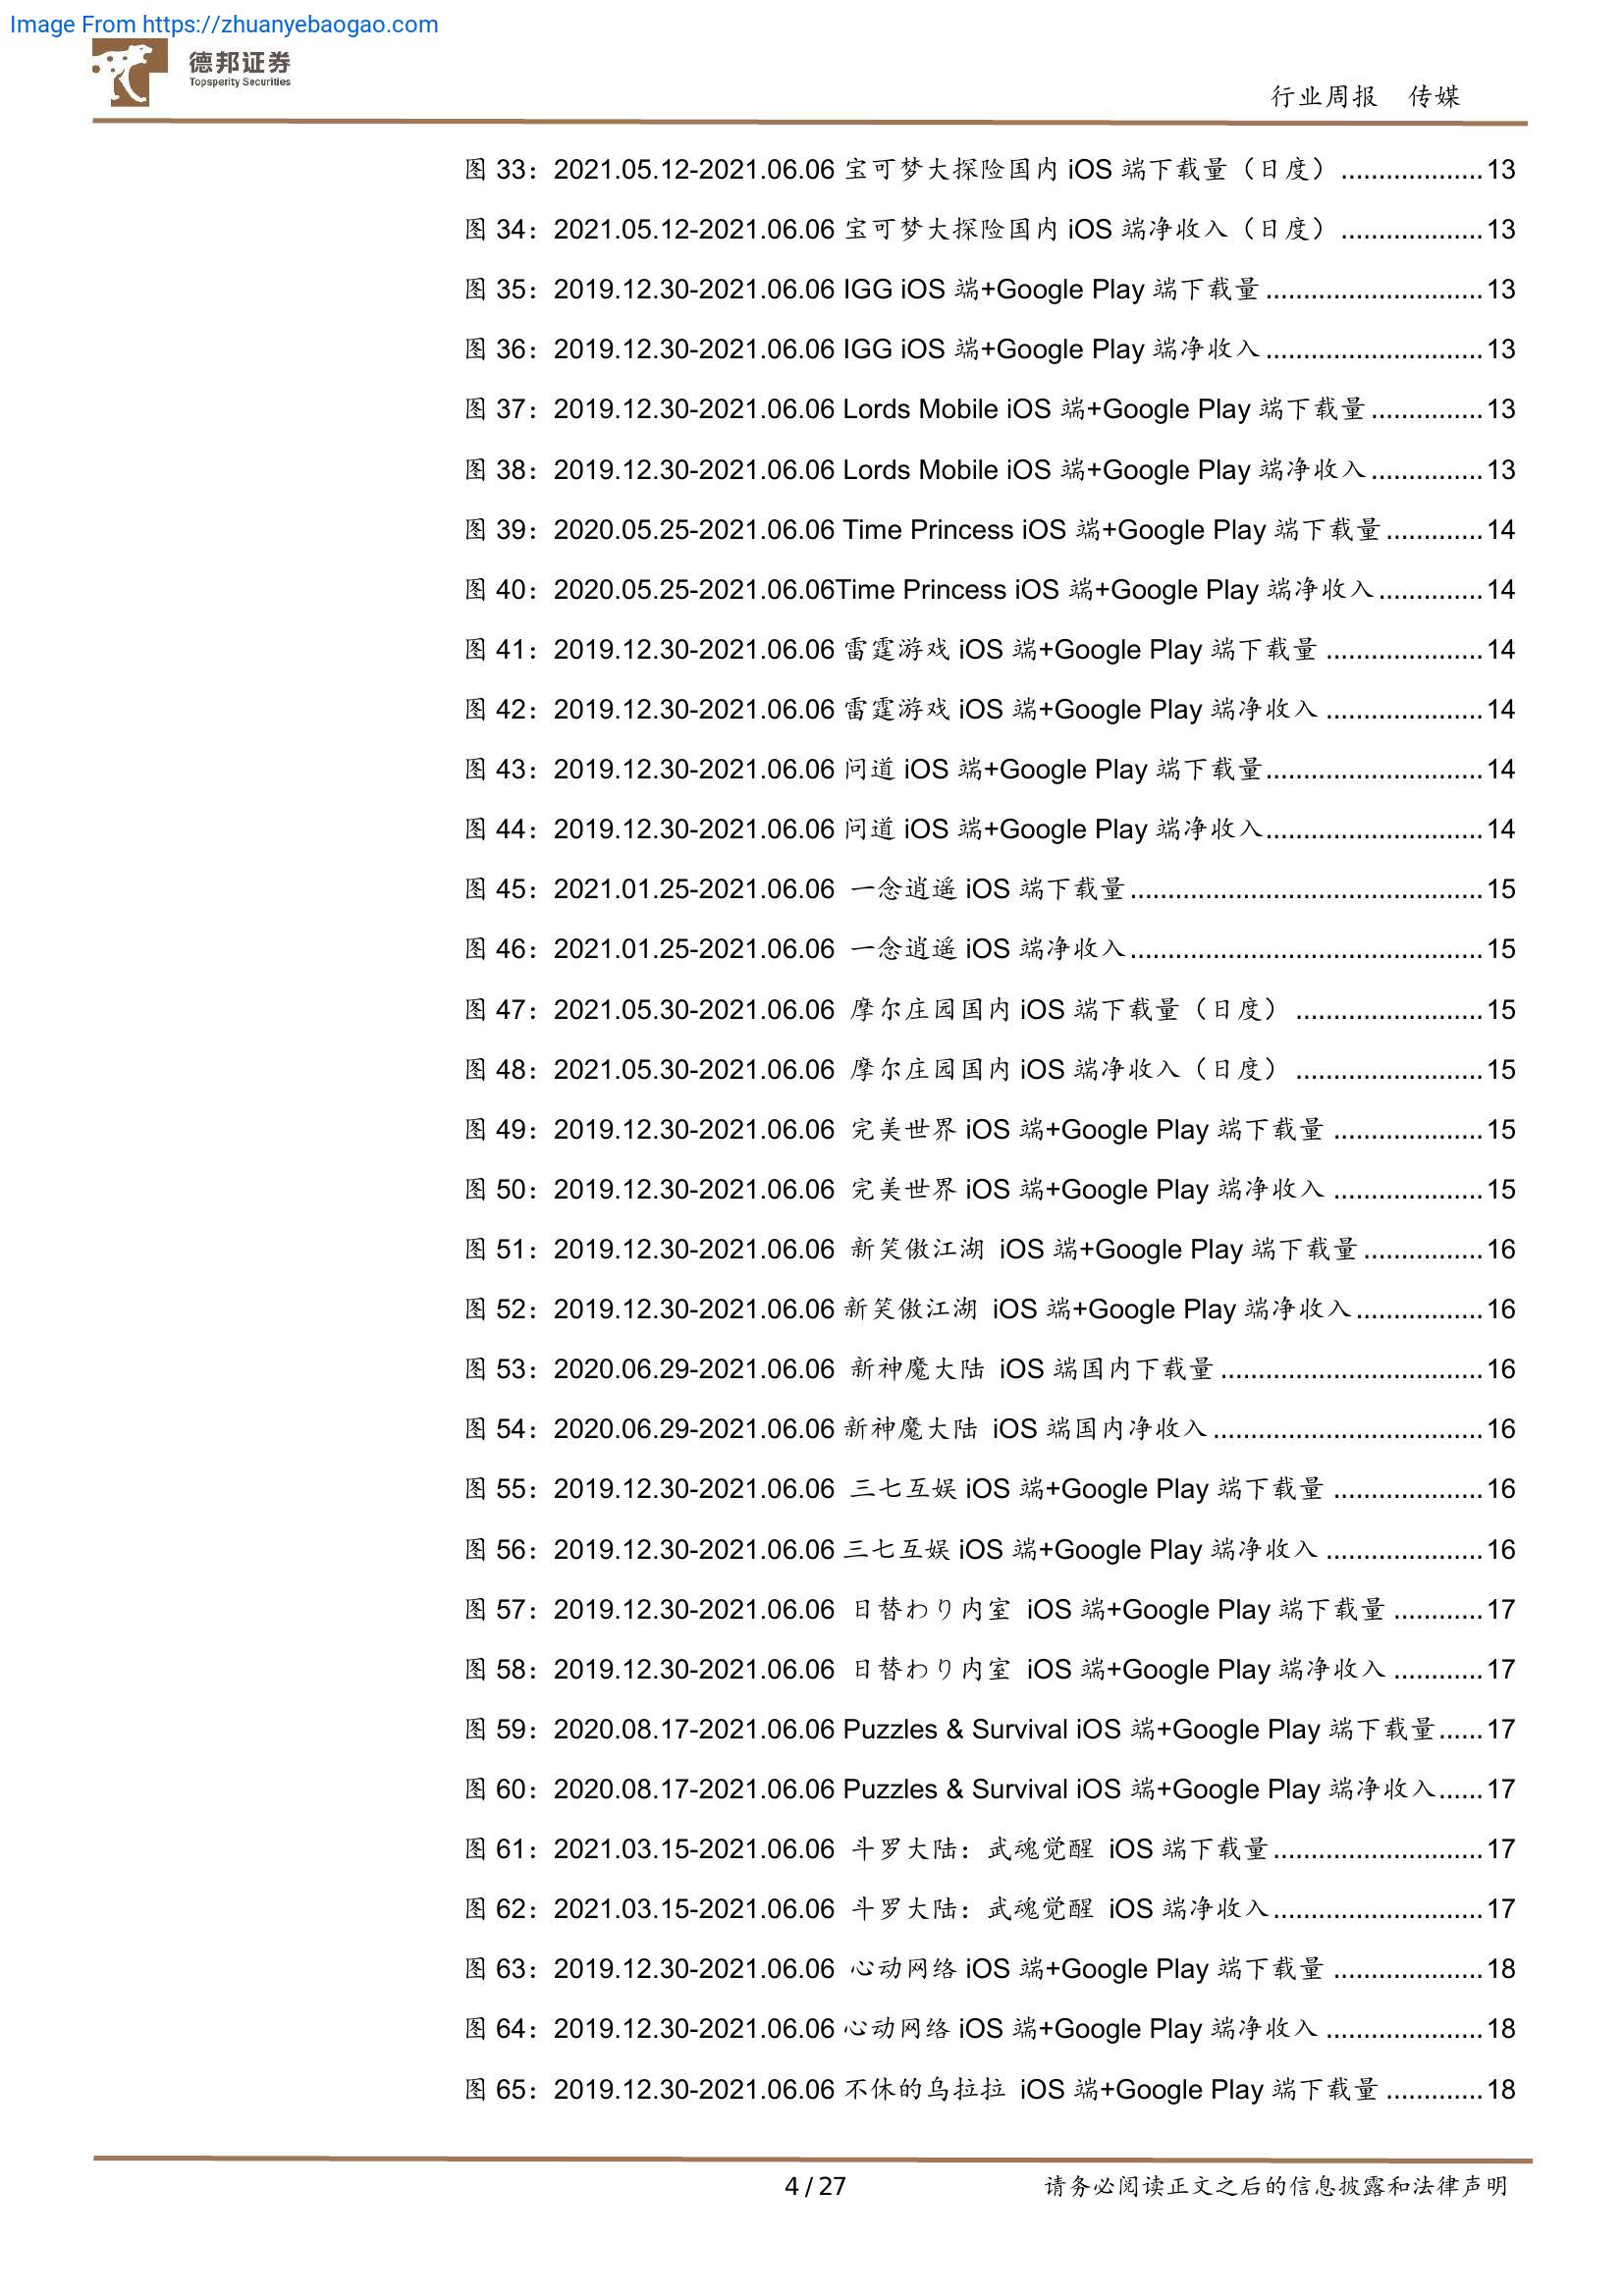 Image From https://zhuanyebaogao.com
德邦证券
Topsperity Securities
行业周报 传媒
图 33：2021.05.12-2021.06.06 宝可梦大探险国内 iOS 端下载量（日度）...................13
图 34：2021.05.12-2021.06.06 宝可梦大探险国内 iOS 端净收入（日度）...................13
图 35：2019.12.30-2021.06.06 IGG iOS 端+Google Play 端下载量.............................13
图 36：2019.12.30-2021.06.06 IGG iOS 端+Google Play 端净收入.............................13
图 37：2019.12.30-2021.06.06 Lords Mobile iOS 端+Google Play 端下载量...............13
图 38：2019.12.30-2021.06.06 Lords Mobile iOS 端+Google Play 端净收入...............13
图 39：2020.05.25-2021.06.06 Time Princess iOS 端+Google Play 端下载量.............14
图 40：2020.05.25-2021.06.06Time Princess iOS 端+Google Play 端净收入..............14
图 41：2019.12.30-2021.06.06 雷霆游戏 iOS 端+Google Play 端下载量.....................14
图 42：2019.12.30-2021.06.06 雷霆游戏 iOS 端+Google Play 端净收入.....................14
图 43：2019.12.30-2021.06.06 问道 iOS 端+Google Play 端下载量.............................14
图 44：2019.12.30-2021.06.06 问道 iOS 端+Google Play 端净收入.............................14
图 45：2021.01.25-2021.06.06 一念逍遥 iOS 端下载量...............................................15
图 46：2021.01.25-2021.06.06 一念逍遥 iOS 端净收入...............................................15
图 47：2021.05.30-2021.06.06 摩尔庄园国内 iOS 端下载量（日度）.........................15
图 48：2021.05.30-2021.06.06 摩尔庄园国内 iOS 端净收入（日度）.........................15
图 49：2019.12.30-2021.06.06 完美世界 iOS 端+Google Play 端下载量....................15
图 50：2019.12.30-2021.06.06 完美世界 iOS 端+Google Play 端净收入....................15
图 51：2019.12.30-2021.06.06 新笑傲江湖 iOS 端+Google Play 端下载量................16
图 52：2019.12.30-2021.06.06 新笑傲江湖 iOS 端+Google Play 端净收入.................16
图 53：2020.06.29-2021.06.06 新神魔大陆 iOS 端国内下载量...................................16
图 54：2020.06.29-2021.06.06 新神魔大陆 iOS 端国内净收入....................................16
图 55：2019.12.30-2021.06.06 三七互娱 iOS 端+Google Play 端下载量....................16
图 56：2019.12.30-2021.06.06 三七互娱 iOS 端+Google Play 端净收入.....................16
图 57：2019.12.30-2021.06.06 日替わり内室 iOS 端+Google Play 端下载量............17
图 58：2019.12.30-2021.06.06 日替わり内室 iOS 端+Google Play 端净收入............17
图 59：2020.08.17-2021.06.06 Puzzles & Survival iOS 端+Google Play 端下载量......17
图 60：2020.08.17-2021.06.06 Puzzles & Survival iOS 端+Google Play 端净收入......17
图 61：2021.03.15-2021.06.06 斗罗大陆：武魂觉醒 iOS 端下载量............................17
图 62：2021.03.15-2021.06.06 斗罗大陆：武魂觉醒 iOS 端净收入............................17
图 63：2019.12.30-2021.06.06 心动网络 iOS 端+Google Play 端下载量....................18
图 64：2019.12.30-2021.06.06 心动网络 iOS 端+Google Play 端净收入.....................18
图 65：2019.12.30-2021.06.06 不休的乌拉拉 iOS 端+Google Play 端下载量.............18
4 / 27
请务必阅读正文之后的信息披露和法律声明